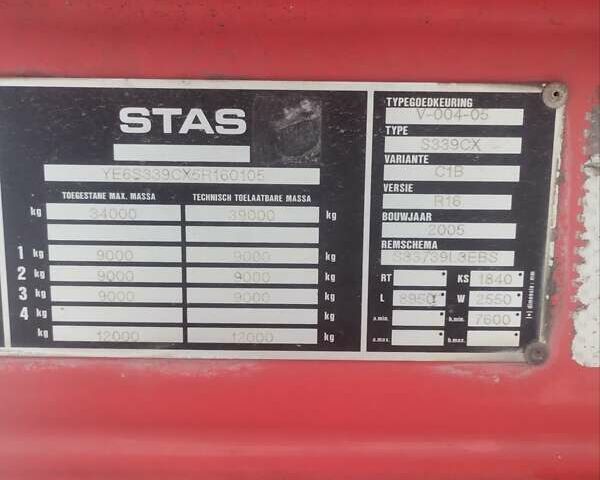 STAS
YE6S339CX5R160105
TOEGESTANE MAX. MASSA TECHNISCH TOELAATBARE MASSA
kg 34000 39000 kg
1 kg 9000 9000 kg
2 kg 9000 9000 kg
3 kg 9000 9000 kg
4 kg kg
kg 12000 12000 kg
TYPEGOEDKEURING
V-004-05
TYPE
S339CX
VARIANTE
C1B
VERSIE
R16
BOUWJAAR
2005
REMSCHEMA
S33739L3EBS
RT KS 1840
L 8950 W 2550
a.min. b.min. 7600
a.max. b.max.
(*) dimensie : mm